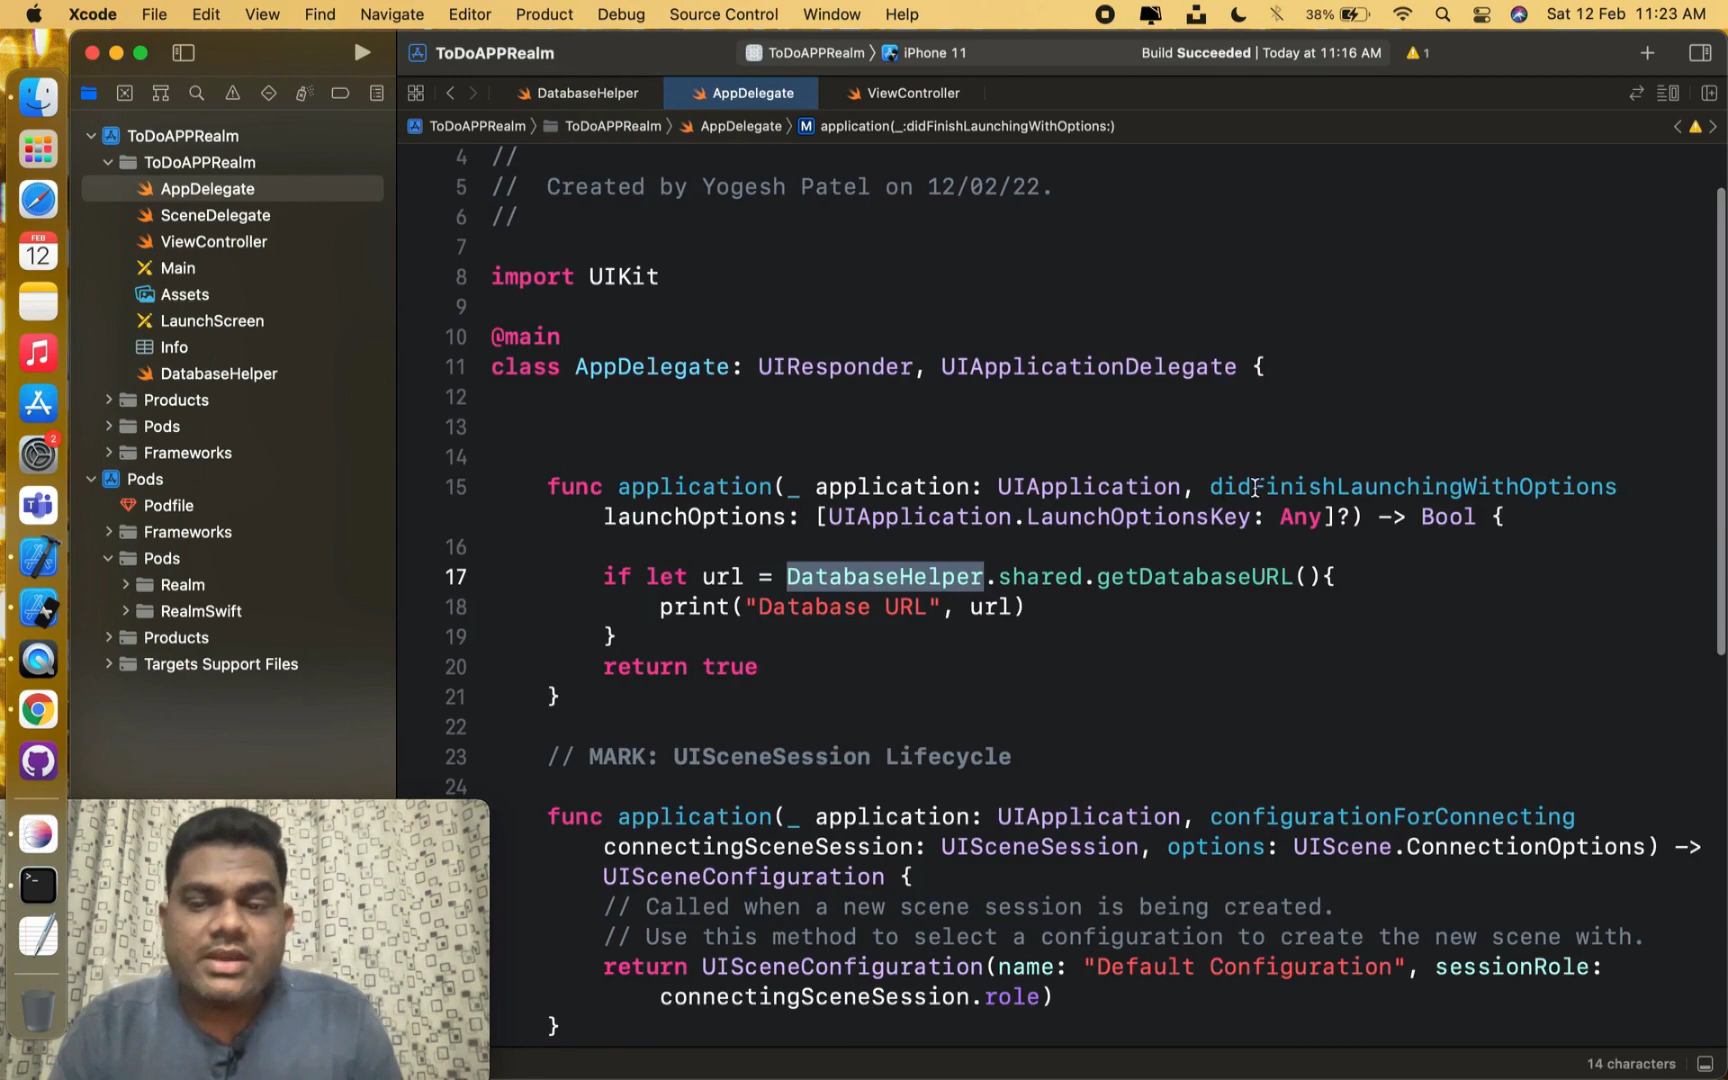 Xcode File Edit View Find Navigate Editor Product Debug Source Control Window Help 38% Sat 12 Feb 11:23 AM
ToDoAPPRealm ToDoAPPRealm iPhone 11 Build Succeeded | Today at 11:16 AM 1
DatabaseHelper AppDelegate ViewController
ToDoAPPRealm ToDoAPPRealm AppDelegate M application(_:didFinishLaunchingWithOptions:)
FEB
12
2
ToDoAPPRealm
ToDoAPPRealm
AppDelegate
SceneDelegate
ViewController
Main
Assets
LaunchScreen
Info
DatabaseHelper
Products
Pods
Frameworks
Pods
Podfile
Frameworks
Pods
Realm
RealmSwift
Products
Targets Support Files
4 //
5 // Created by Yogesh Patel on 12/02/22.
6 //
7
8 import UIKit
9
10 @main
11 class AppDelegate: UIResponder, UIApplicationDelegate {
12
13
14
15 func application(_ application: UIApplication, didFinishLaunchingWithOptions
launchOptions: [UIApplication.LaunchOptionsKey: Any]?) -> Bool {
16
17 if let url = DatabaseHelper.shared.getDatabaseURL(){
18 print("Database URL", url)
19 }
20 return true
21 }
22
23 // MARK: UISceneSession Lifecycle
24
func application(_ application: UIApplication, configurationForConnecting
connectingSceneSession: UISceneSession, options: UIScene.ConnectionOptions) ->
UISceneConfiguration {
// Called when a new scene session is being created.
// Use this method to select a configuration to create the new scene with.
return UISceneConfiguration(name: "Default Configuration", sessionRole:
connectingSceneSession.role)
}
14 characters